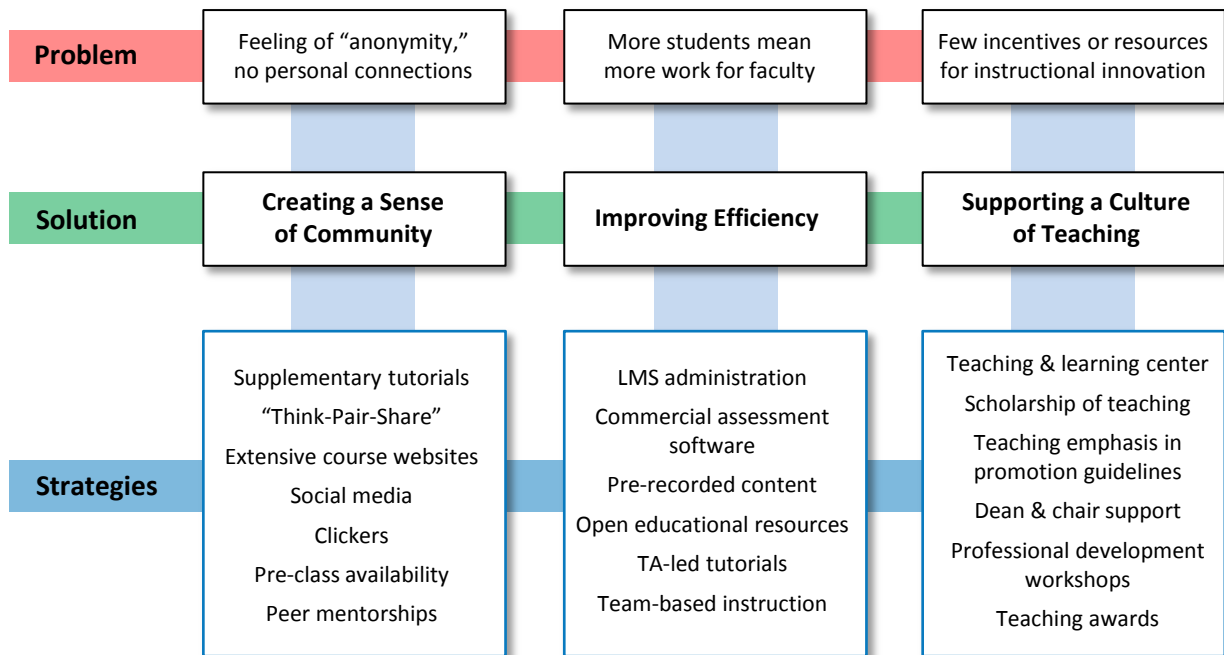 Problem
Feeling of “anonymity,”
no personal connections
More students mean
more work for faculty
Few incentives or resources
for instructional innovation
Solution
Creating a Sense
of Community
Improving Efficiency
Supporting a Culture
of Teaching
Strategies
Supplementary tutorials
“Think-Pair-Share”
Extensive course websites
Social media
Clickers
Pre-class availability
Peer mentorships
LMS administration
Commercial assessment
software
Pre-recorded content
Open educational resources
TA-led tutorials
Team-based instruction
Teaching & learning center
Scholarship of teaching
Teaching emphasis in
promotion guidelines
Dean & chair support
Professional development
workshops
Teaching awards